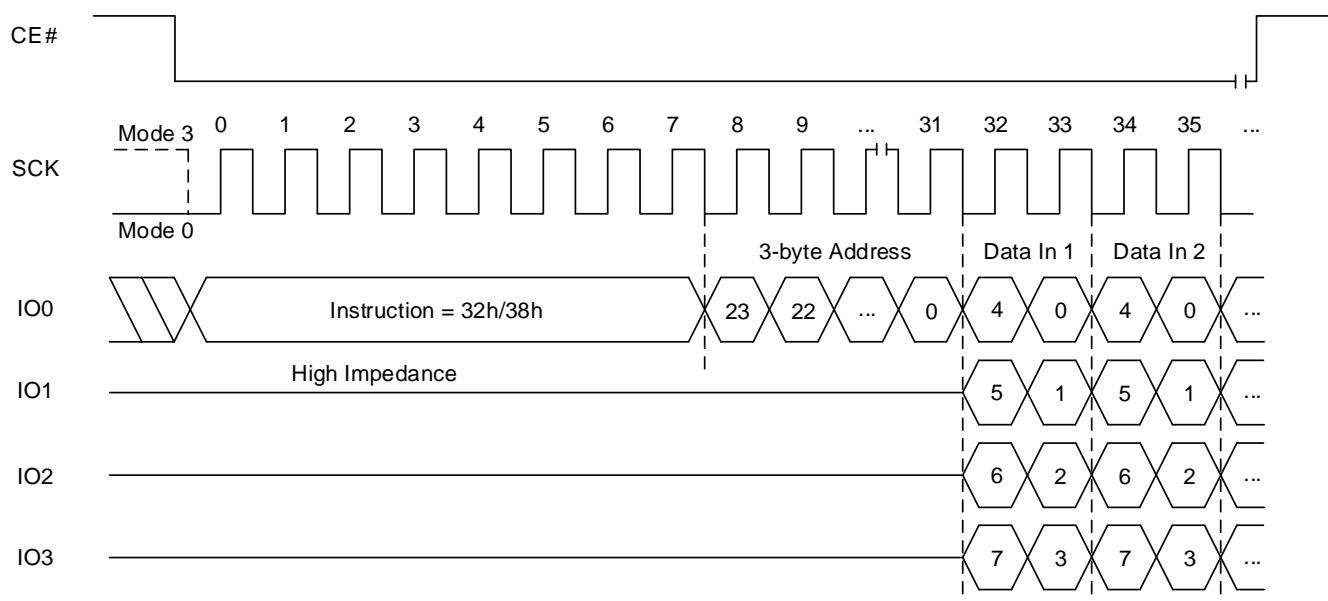 CE#
0 1 2 3 4 5 6 7 8 9 ... 31 32 33 34 35 ...
Mode 3
SCK
Mode 0
3-byte Address Data In 1 Data In 2
IO0 Instruction = 32h/38h 23 22 ... 0 4 0 4 0 ...
High Impedance
IO1 5 1 5 1 ...
IO2 6 2 6 2 ...
IO3 7 3 7 3 ...